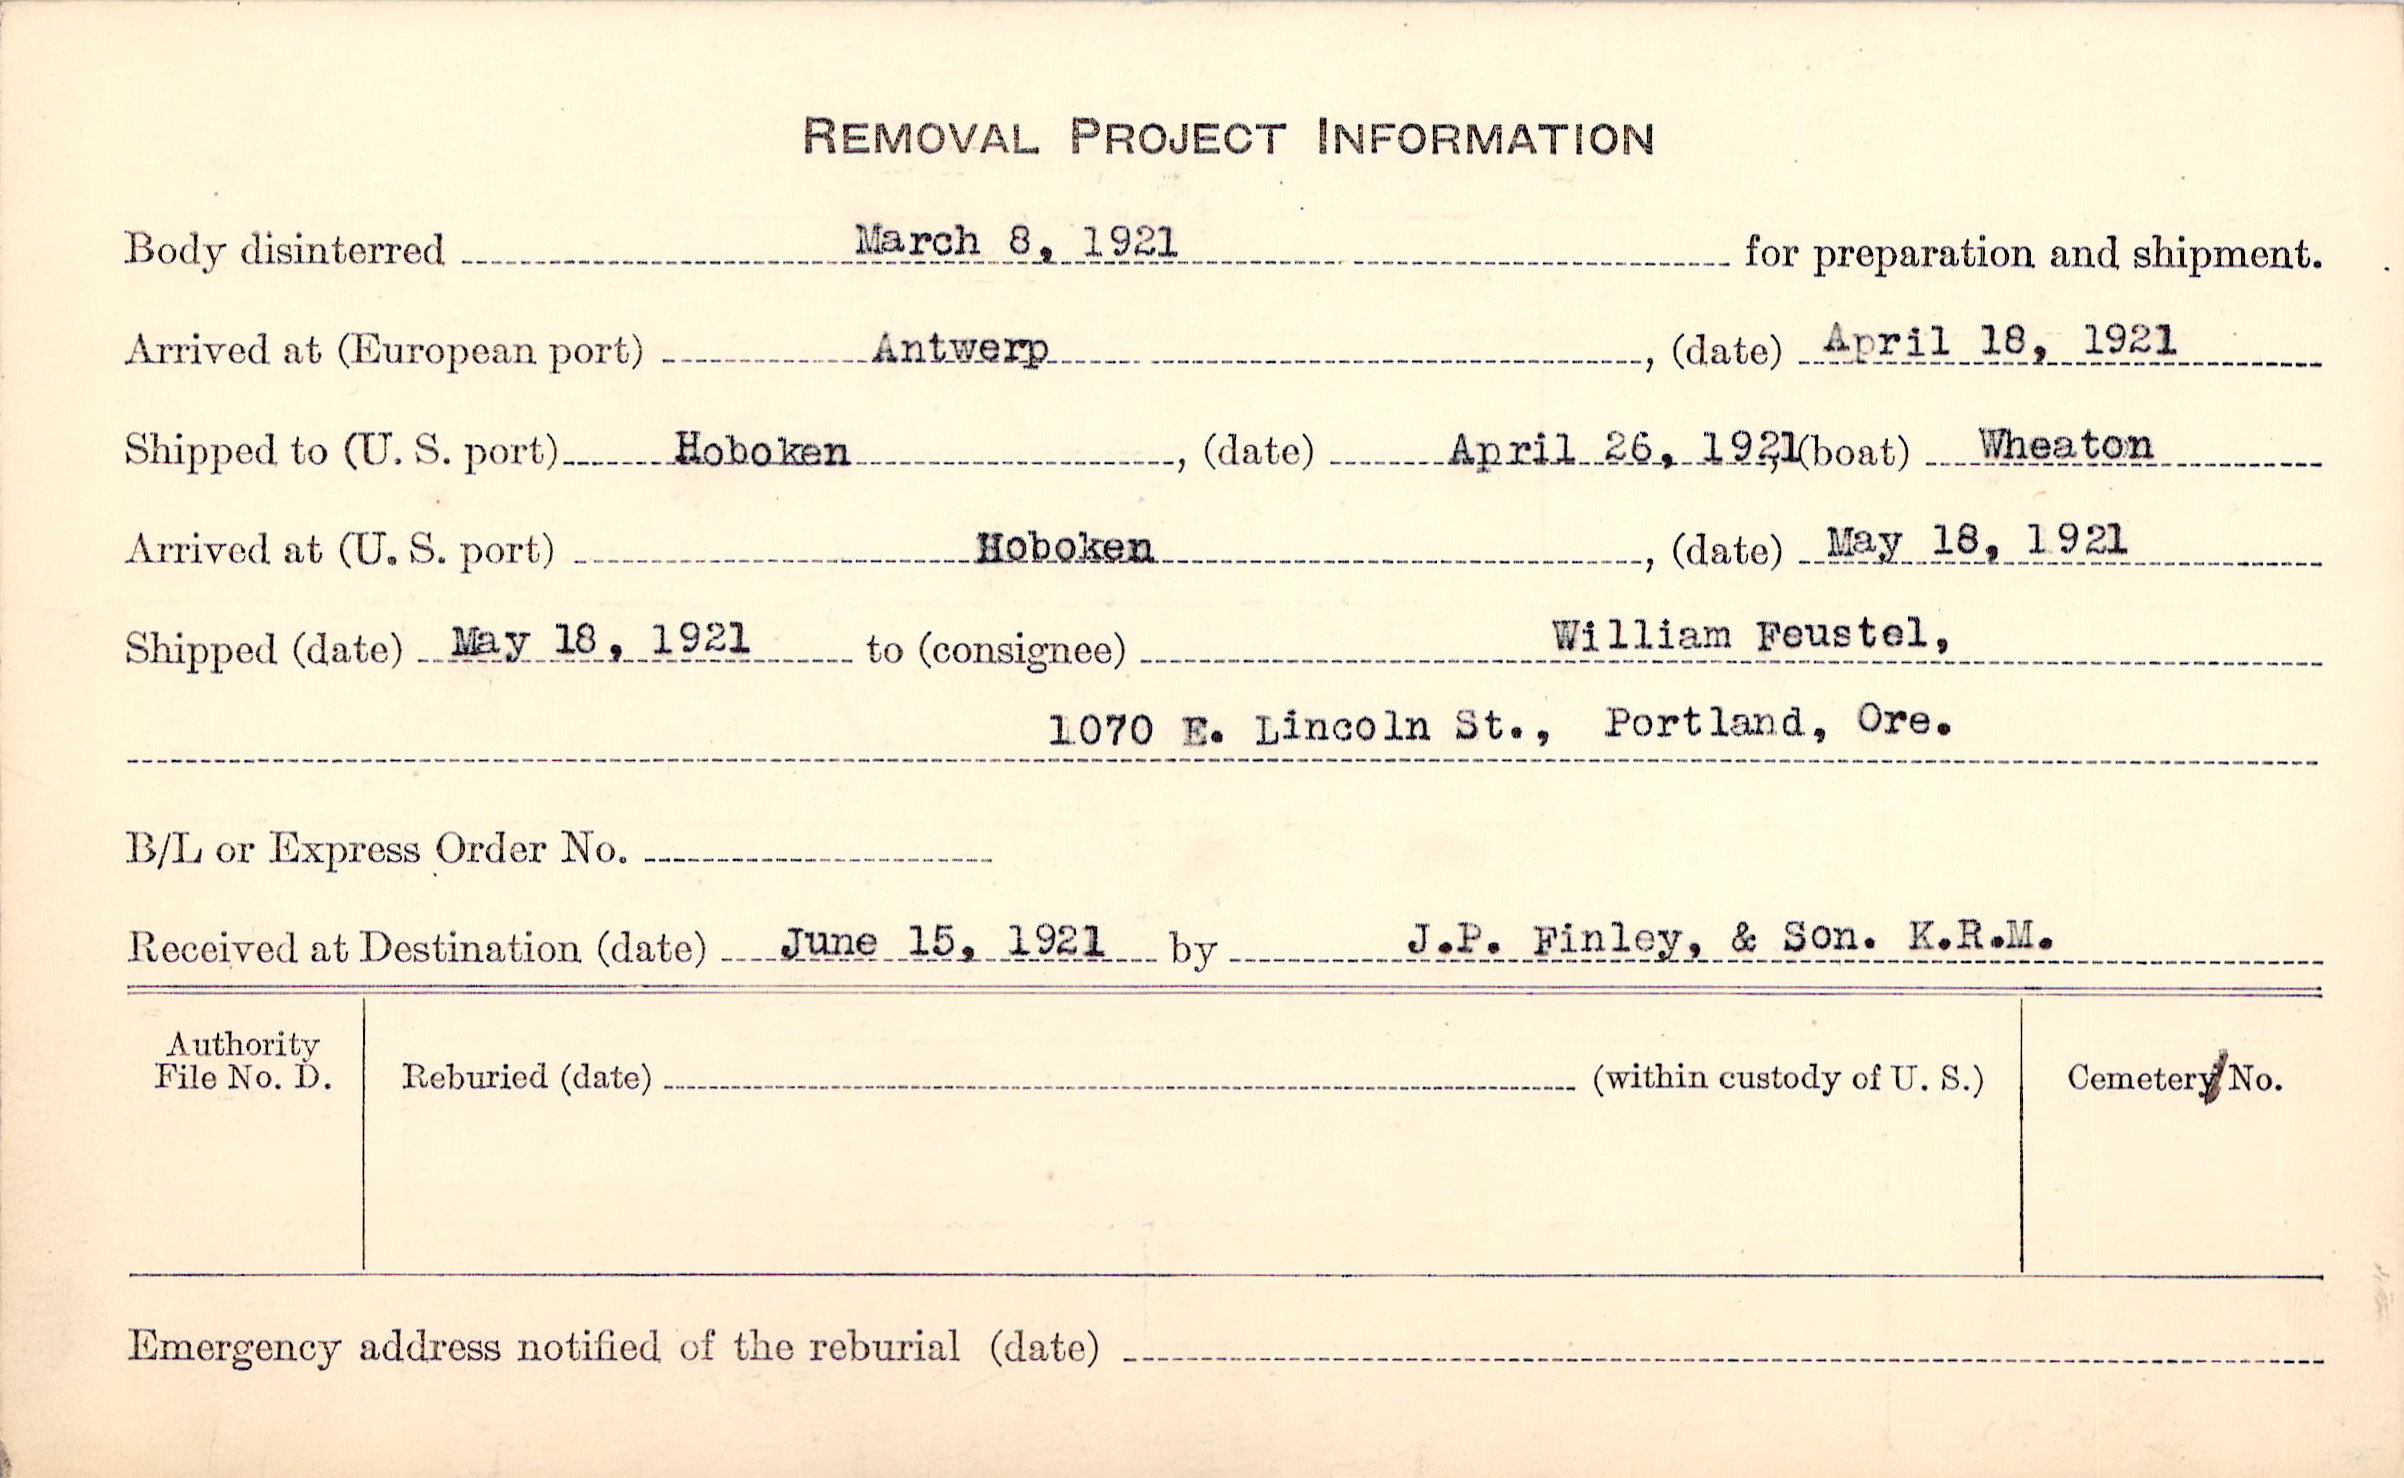 REMOVAL PROJECT INFORMATION
Body disinterred March 8, 1921 for preparation and shipment.
Arrived at (European port) Antwerp, (date) April 18, 1921
Shipped to (U. S. port) Hoboken, (date) April 26, 1921, (boat) Wheaton
Arrived at (U. S. port) Hoboken, (date) May 18, 1921
Shipped (date) May 18, 1921 to (consignee) William Feustel,
1070 E. Lincoln St., Portland, Ore.
B/L or Express Order No.
Received at Destination (date) June 15, 1921 by J.P. Finley, & Son. K.R.M.
Authority
File No. D.
Reburied (date) (within custody of U. S.)
Cemetery/No.
Emergency address notified of the reburial (date)